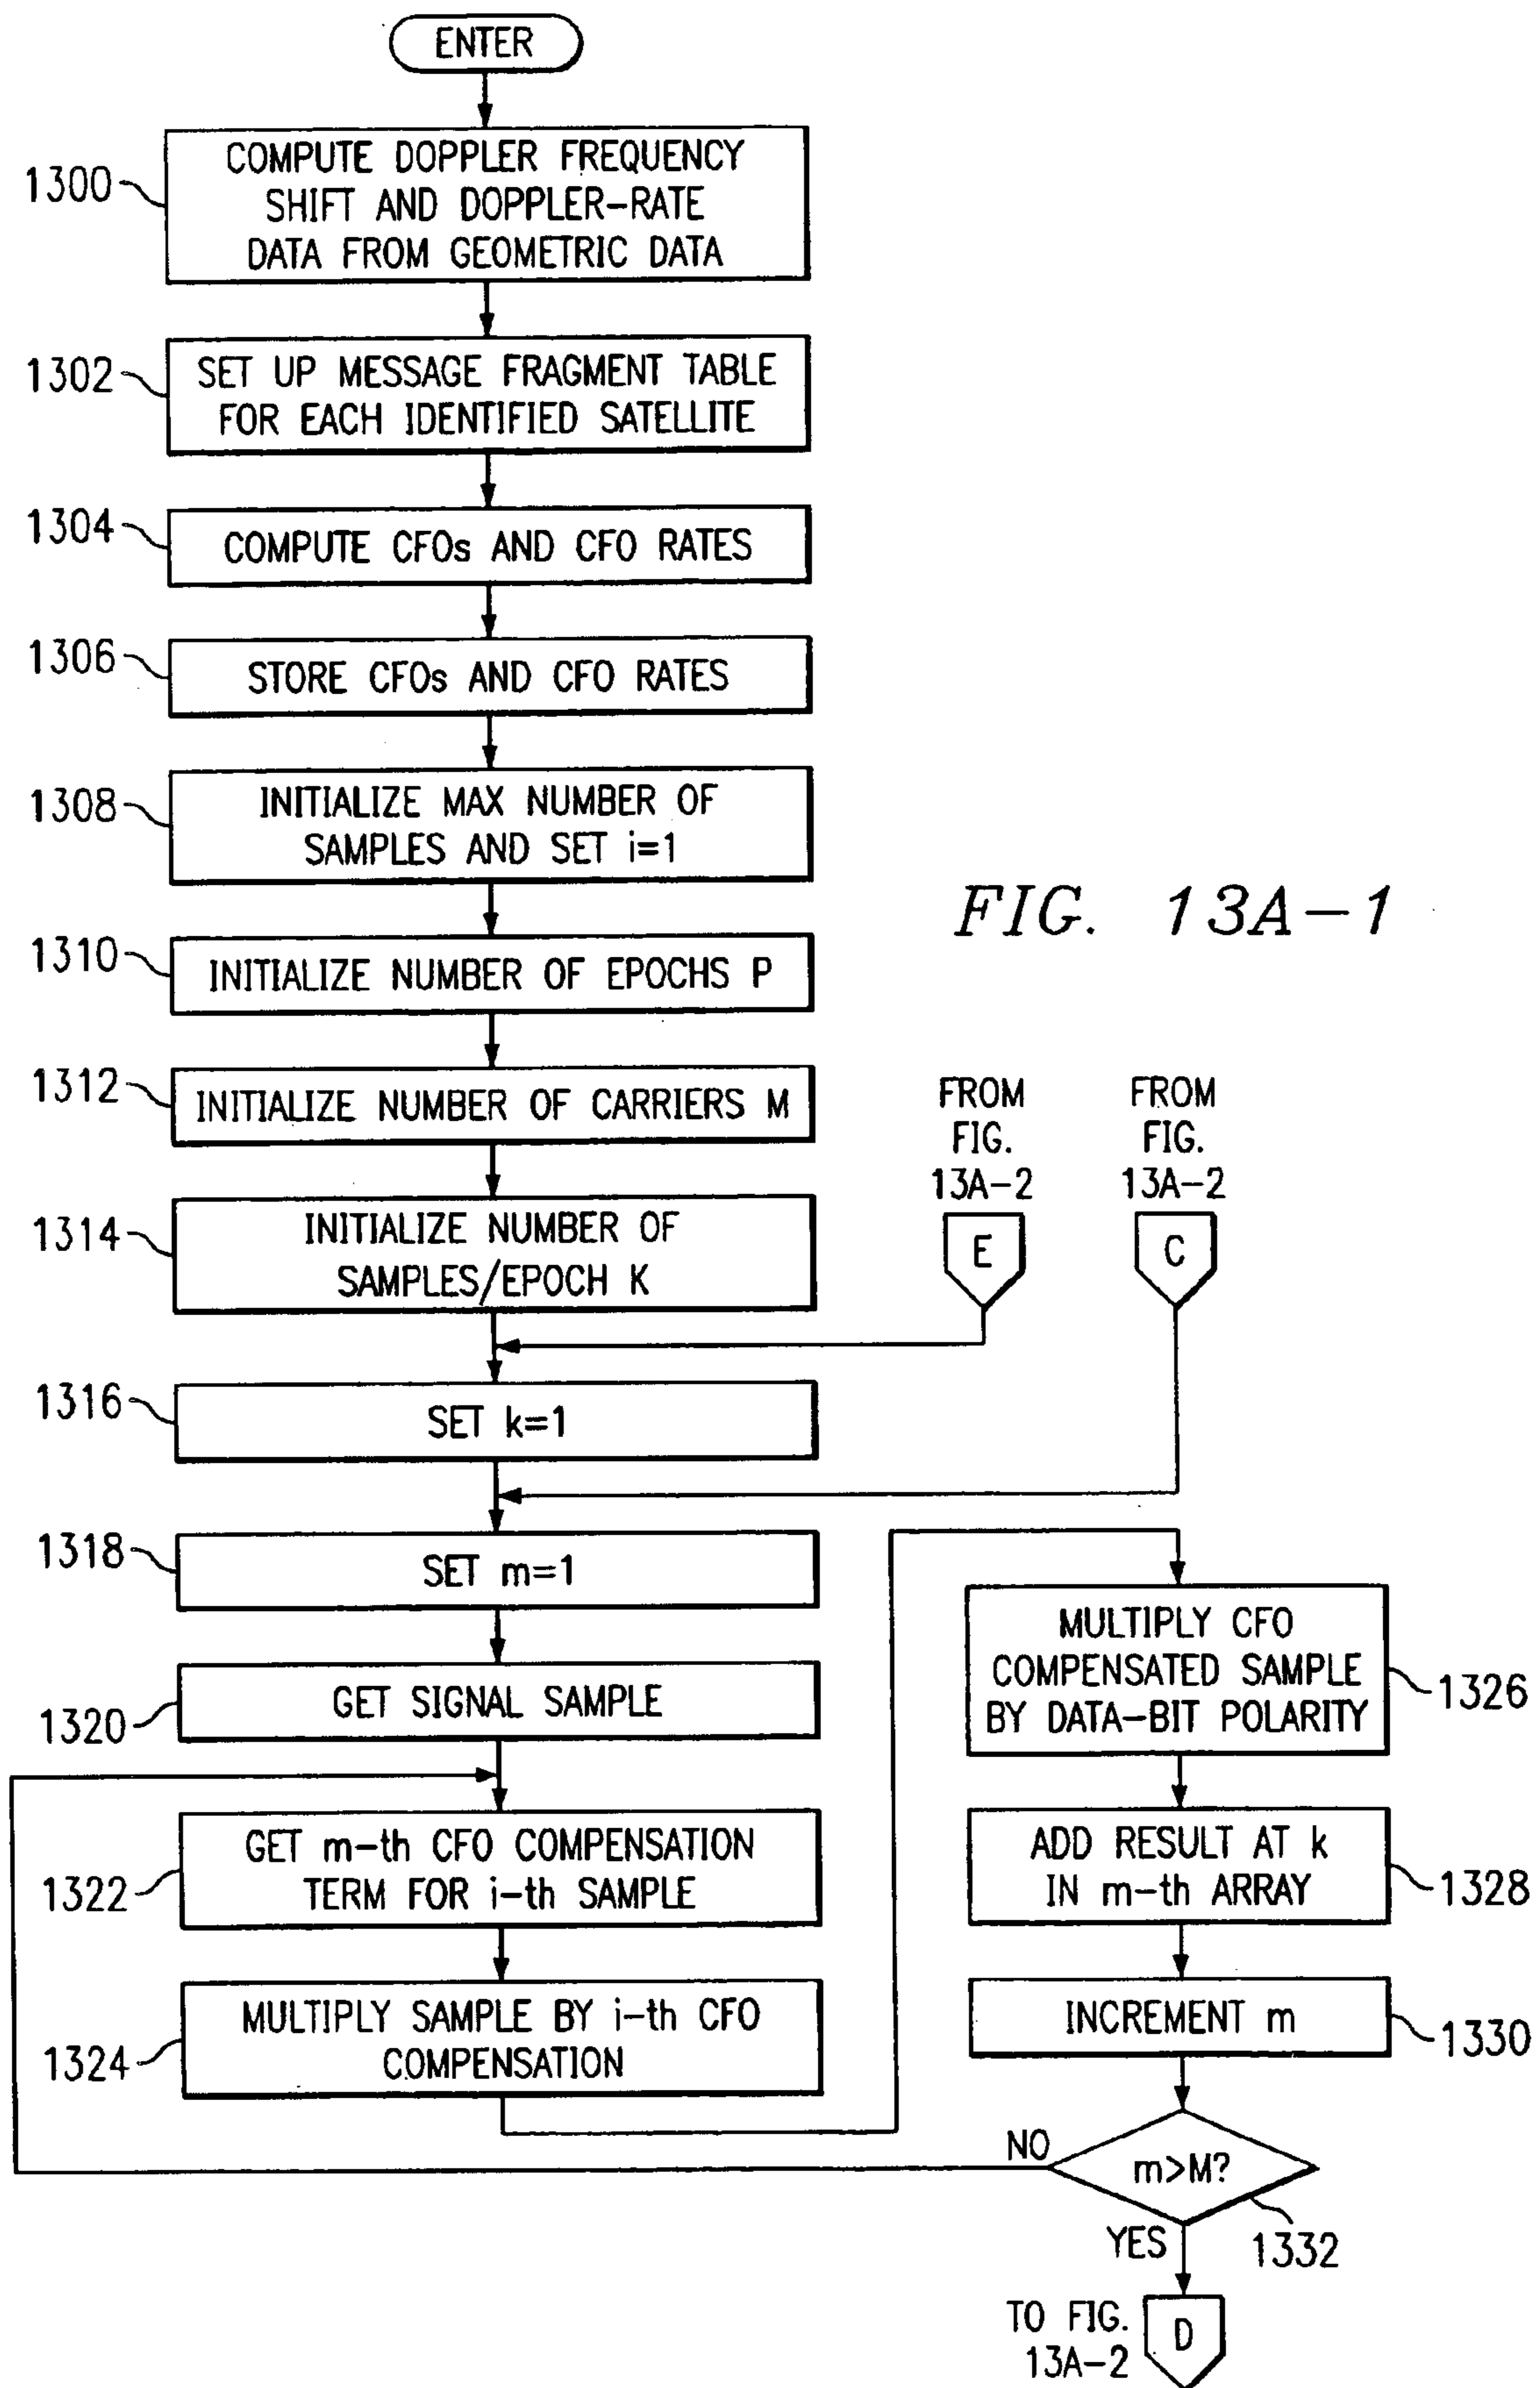 ENTER
1300
COMPUTE DOPPLER FREQUENCY
SHIFT AND DOPPLER-RATE
DATA FROM GEOMETRIC DATA
1302
SET UP MESSAGE FRAGMENT TABLE
FOR EACH IDENTIFIED SATELLITE
1304
COMPUTE CFOs AND CFO RATES
1306
STORE CFOs AND CFO RATES
1308
INITIALIZE MAX NUMBER OF
SAMPLES AND SET i=1
FIG. 13A-1
1310
INITIALIZE NUMBER OF EPOCHS P
1312
INITIALIZE NUMBER OF CARRIERS M
1314
INITIALIZE NUMBER OF
SAMPLES/EPOCH K
FROM
FIG.
13A-2
E
FROM
FIG.
13A-2
C
1316
SET k=1
1318
SET m=1
1320
GET SIGNAL SAMPLE
1322
GET m-th CFO COMPENSATION
TERM FOR i-th SAMPLE
1324
MULTIPLY SAMPLE BY i-th CFO
COMPENSATION
MULTIPLY CFO
COMPENSATED SAMPLE
BY DATA-BIT POLARITY
1326
ADD RESULT AT k
IN m-th ARRAY
1328
INCREMENT m
1330
NO
m>M?
1332
YES
TO FIG.
13A-2
D